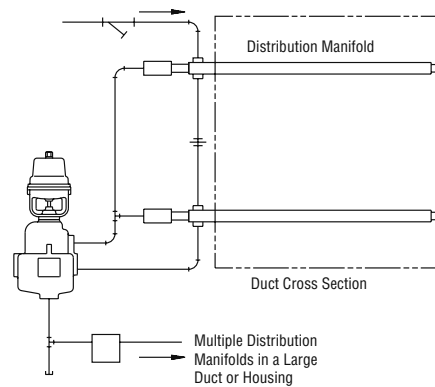 Distribution Manifold
Duct Cross Section
Multiple Distribution
Manifolds in a Large
Duct or Housing